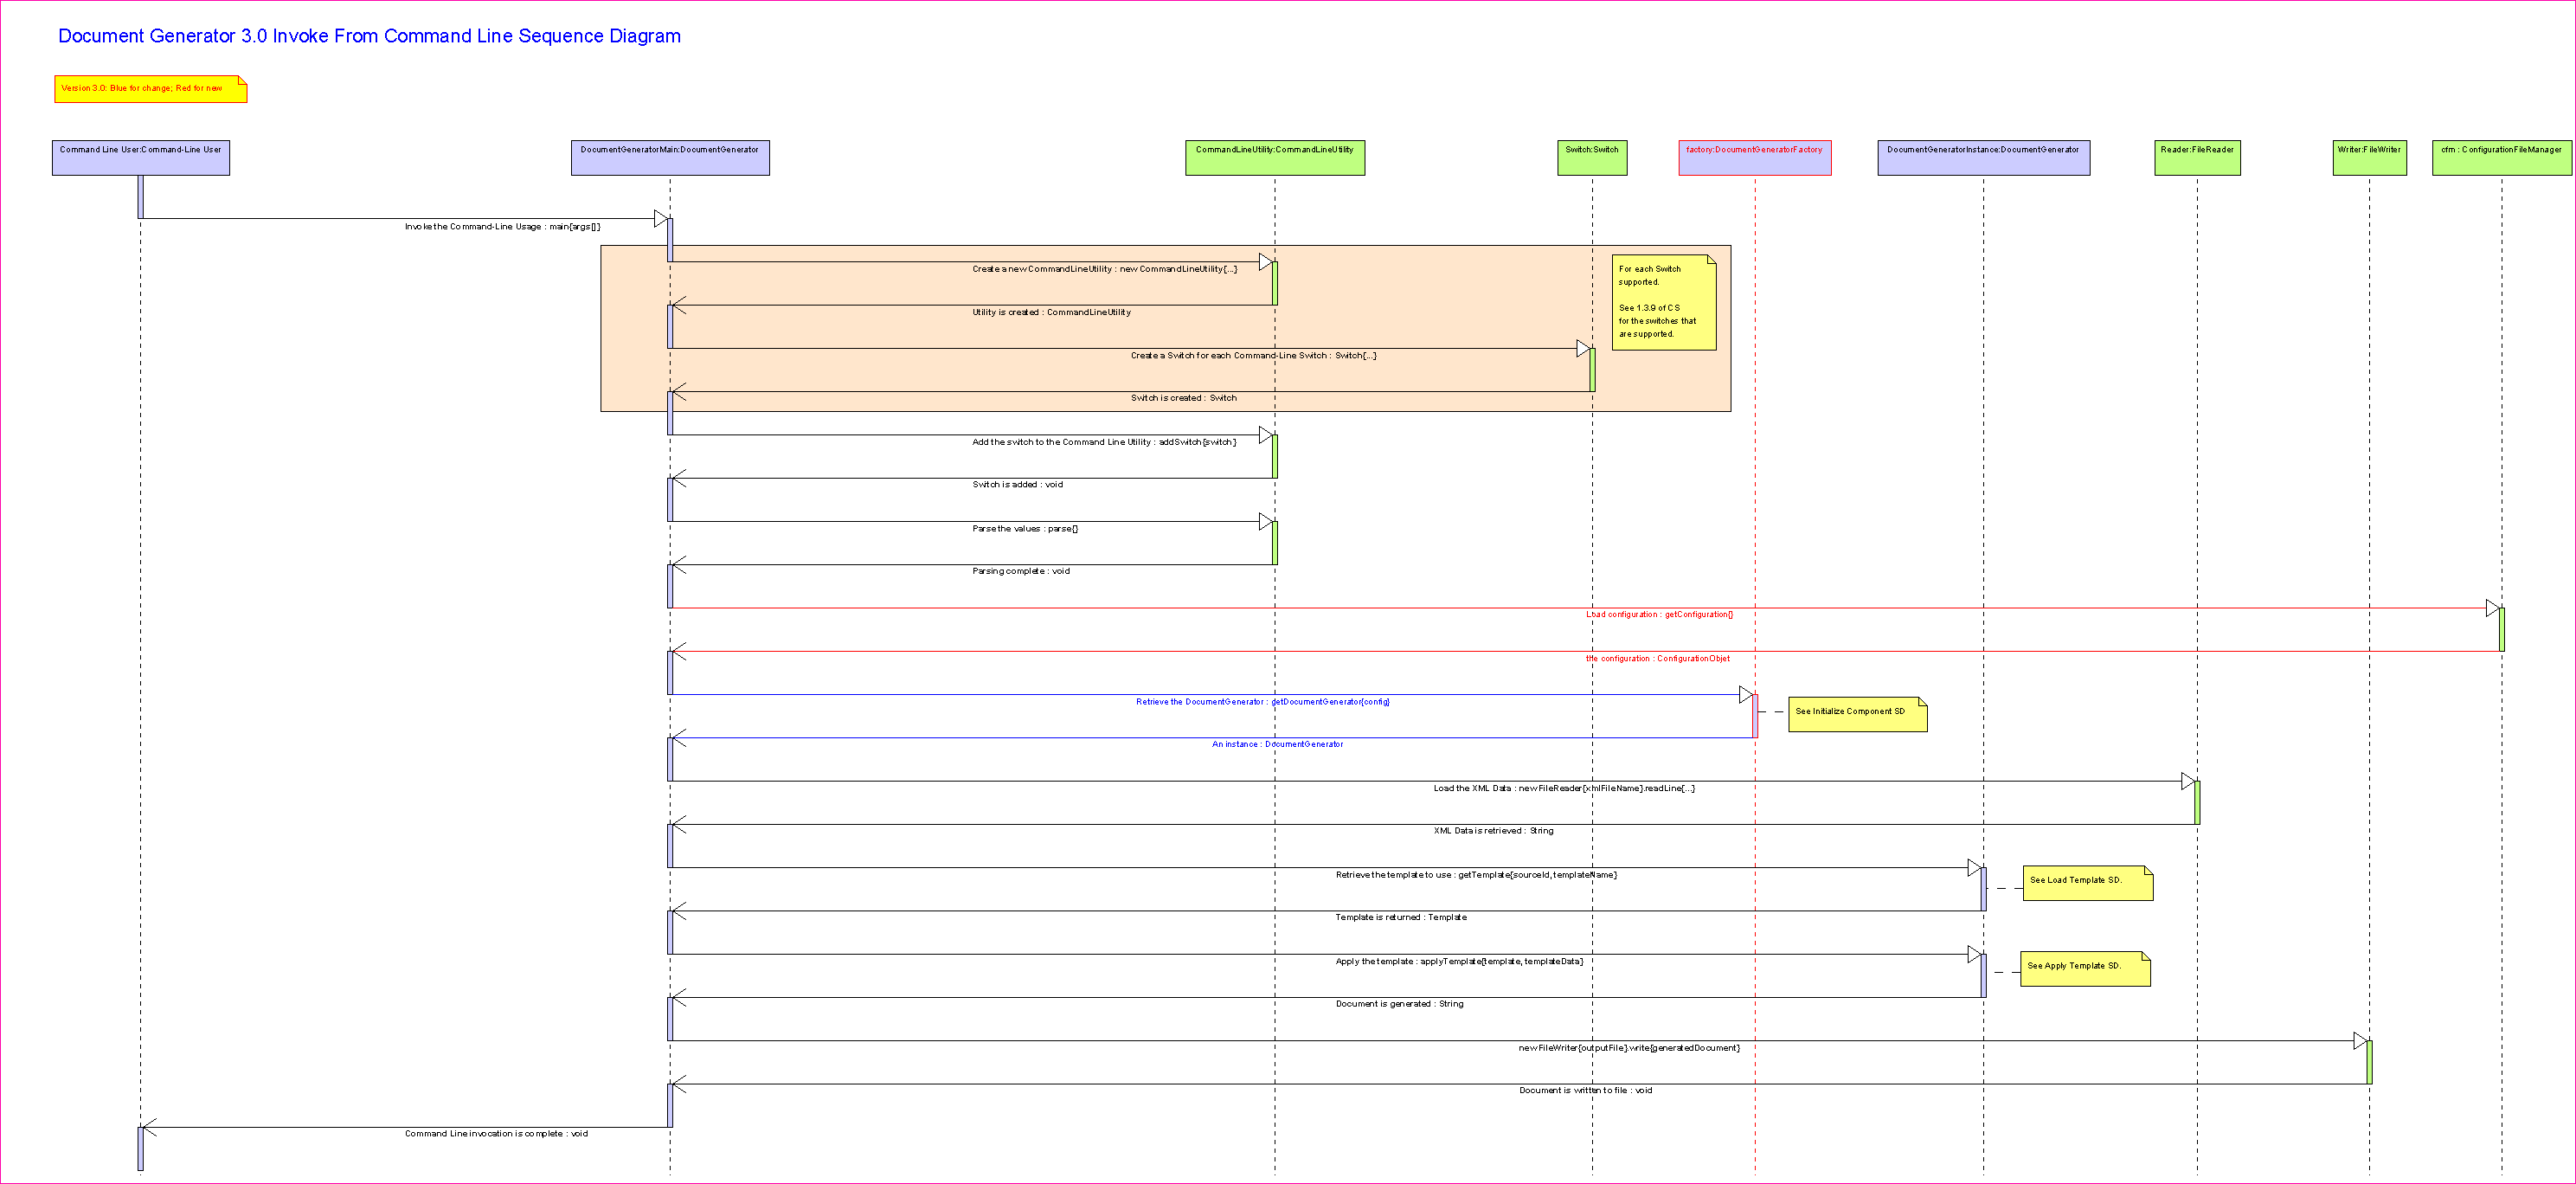 Document Generator 3.0 Invoke From Command Line Sequence Diagram
Version 3.0: Blue for change; Red for new
Command Line User:Command-Line User
DocumentGeneratorMain:DocumentGenerator
CommandLineUtility:CommandLineUtility
Switch:Switch
factory:DocumentGeneratorFactory
DocumentGeneratorInstance:DocumentGenerator
Reader:FileReader
Writer:FileWriter
cfm : ConfigurationFileManager
Invoke the Command-Line Usage : main(args[])
Create a new CommandLineUtility : new CommandLineUtility(...)
For each Switch
supported.
See 1.3.9 of CS
for the switches that
are supported.
Utility is created : CommandLineUtility
Create a Switch for each Command-Line Switch : Switch(...)
Switch is created : Switch
Add the switch to the Command Line Utility : addSwitch(switch)
Switch is added : void
Parse the values : parse()
Parsing complete : void
Load configuration : getConfiguration()
the configuration : ConfigurationObjet
Retrieve the DocumentGenerator : getDocumentGenerator(config)
See Initialize Component SD
An instance : DocumentGenerator
Load the XML Data : new FileReader(xmlFileName).readLine(...)
XML Data is retrieved : String
Retrieve the template to use : getTemplate(sourceId, templateName)
See Load Template SD.
Template is returned : Template
Apply the template : applyTemplate(template, templateData)
See Apply Template SD.
Document is generated : String
new FileWriter(outputFile).write(generatedDocument)
Document is written to file : void
Command Line invocation is complete : void